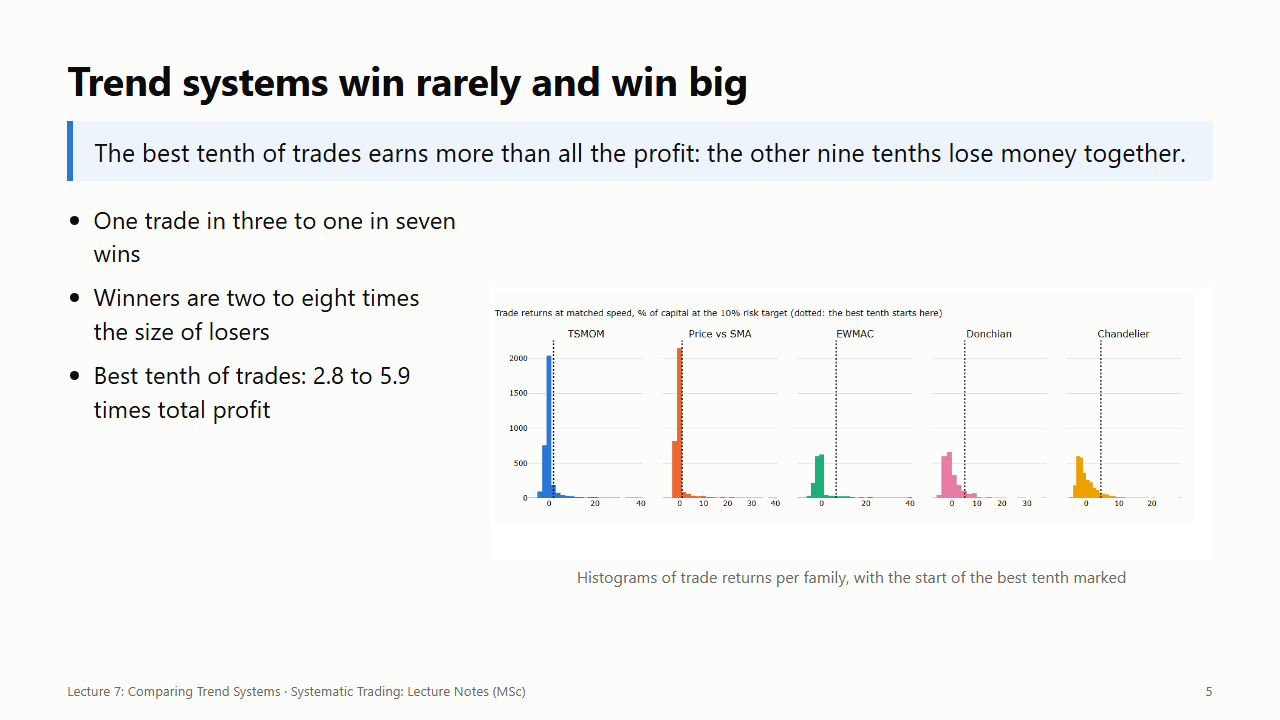 Trend systems win rarely and win big
The best tenth of trades earns more than all the profit: the other nine tenths lose money together.
• One trade in three to one in seven
wins
• Winners are two to eight times
the size of losers
• Best tenth of trades: 2.8 to 5.9
times total profit
Trade returns at matched speed, % of capital at the 10% risk target (dotted: the best tenth starts here)
TSMOM Price vs SMA EWMAC Donchian Chandelier
2000
1500
1000
500
0
0 20 40 0 10 20 30 40 0 20 40 0 10 20 30 0 10 20
Histograms of trade returns per family, with the start of the best tenth marked
Lecture 7: Comparing Trend Systems · Systematic Trading: Lecture Notes (MSc) 5